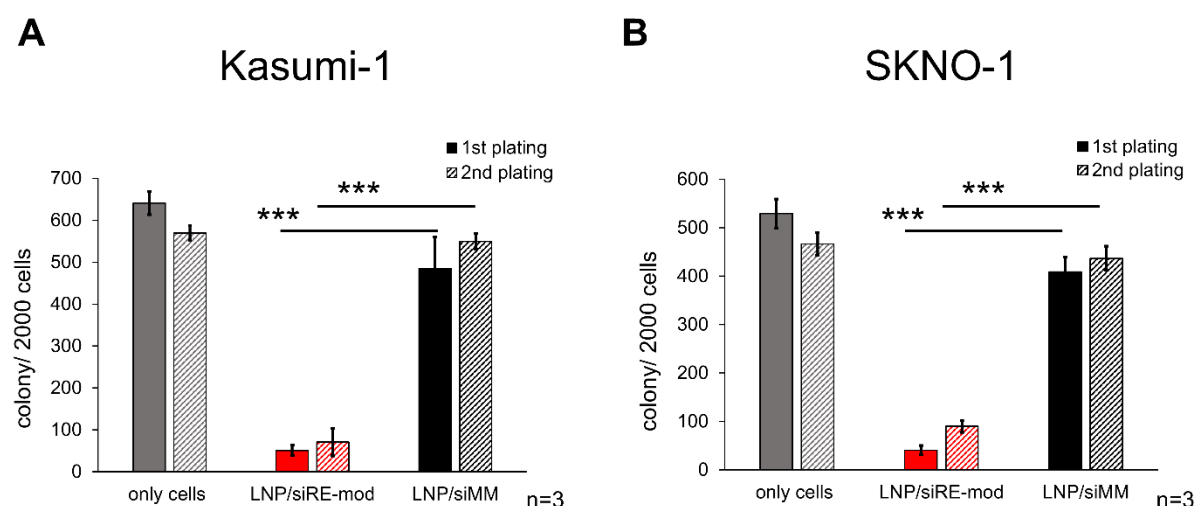 A
Kasumi-1
1st plating
2nd plating
colony/ 2000 cells
700
600
500
400
300
200
100
0
***
***
only cells
LNP/siRE-mod
LNP/siMM
n=3
B
SKNO-1
1st plating
2nd plating
colony/ 2000 cells
600
500
400
300
200
100
0
***
***
only cells
LNP/siRE-mod
LNP/siMM
n=3